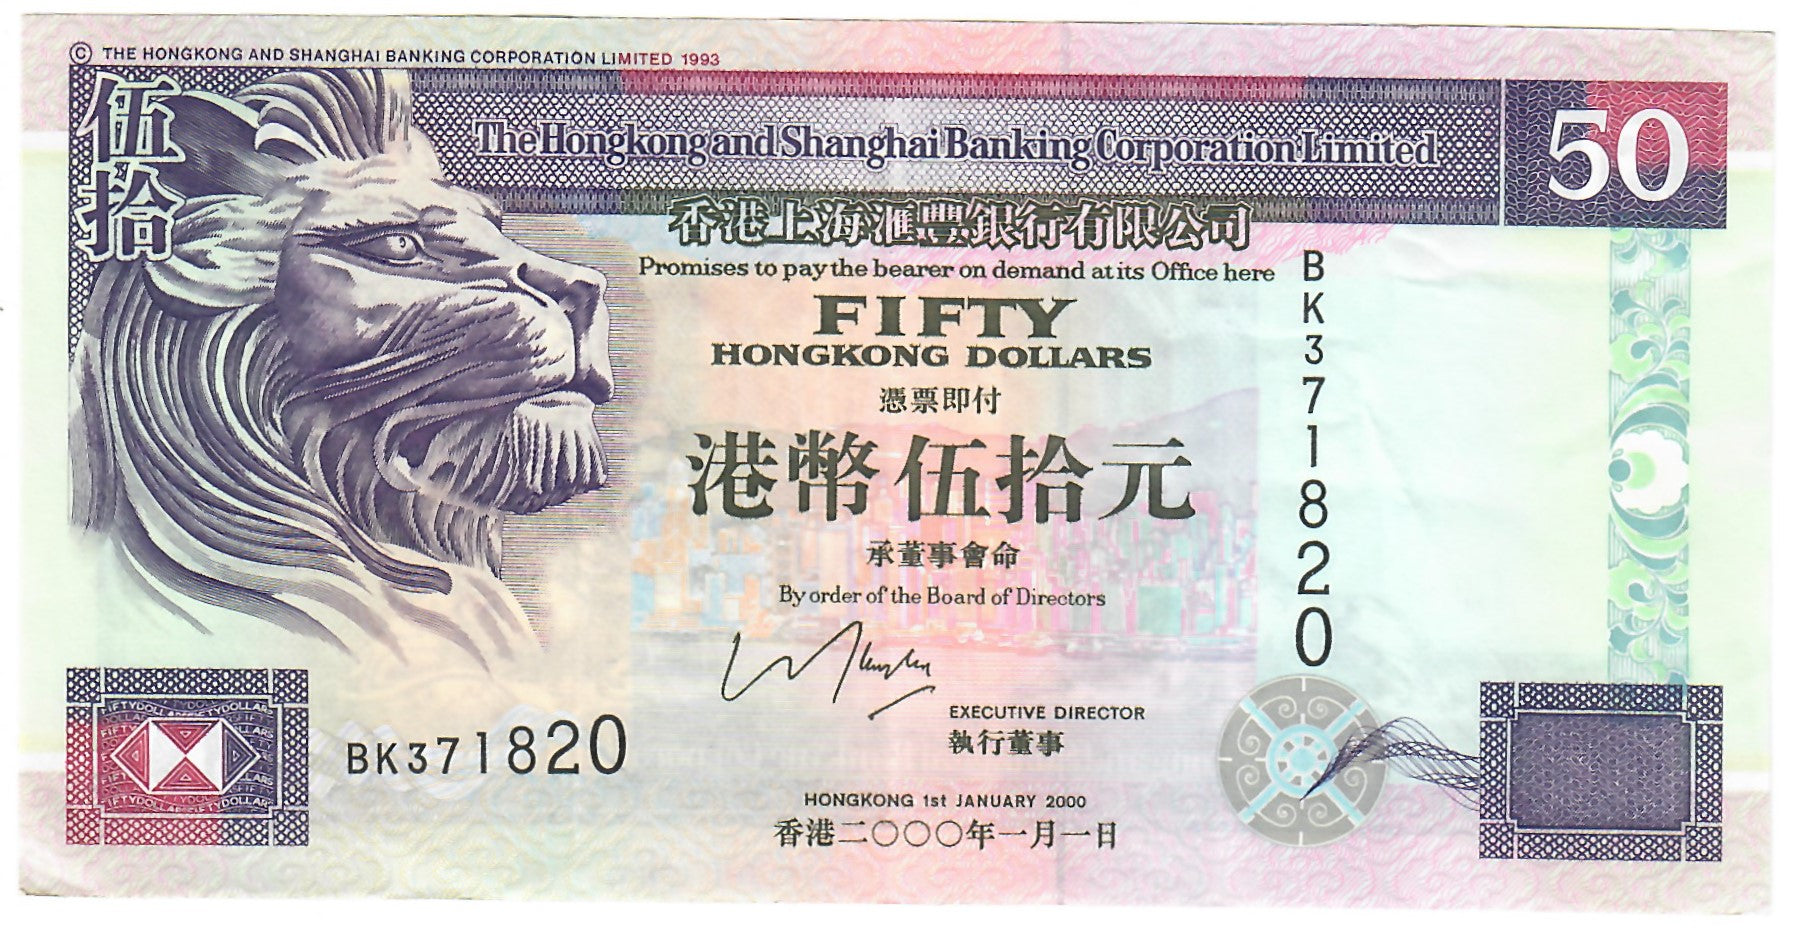 © THE HONGKONG AND SHANGHAI BANKING CORPORATION LIMITED 1993
伍拾
The Hongkong and Shanghai Banking Corporation Limited
50
香港上海滙豐銀行有限公司
Promises to pay the bearer on demand at its Office here
FIFTY
HONGKONG DOLLARS
憑票即付
港幣伍拾元
承董事會命
By order of the Board of Directors
BK371820
EXECUTIVE DIRECTOR
執行董事
BK371820
HONGKONG 1st JANUARY 2000
香港二〇〇〇年一月一日